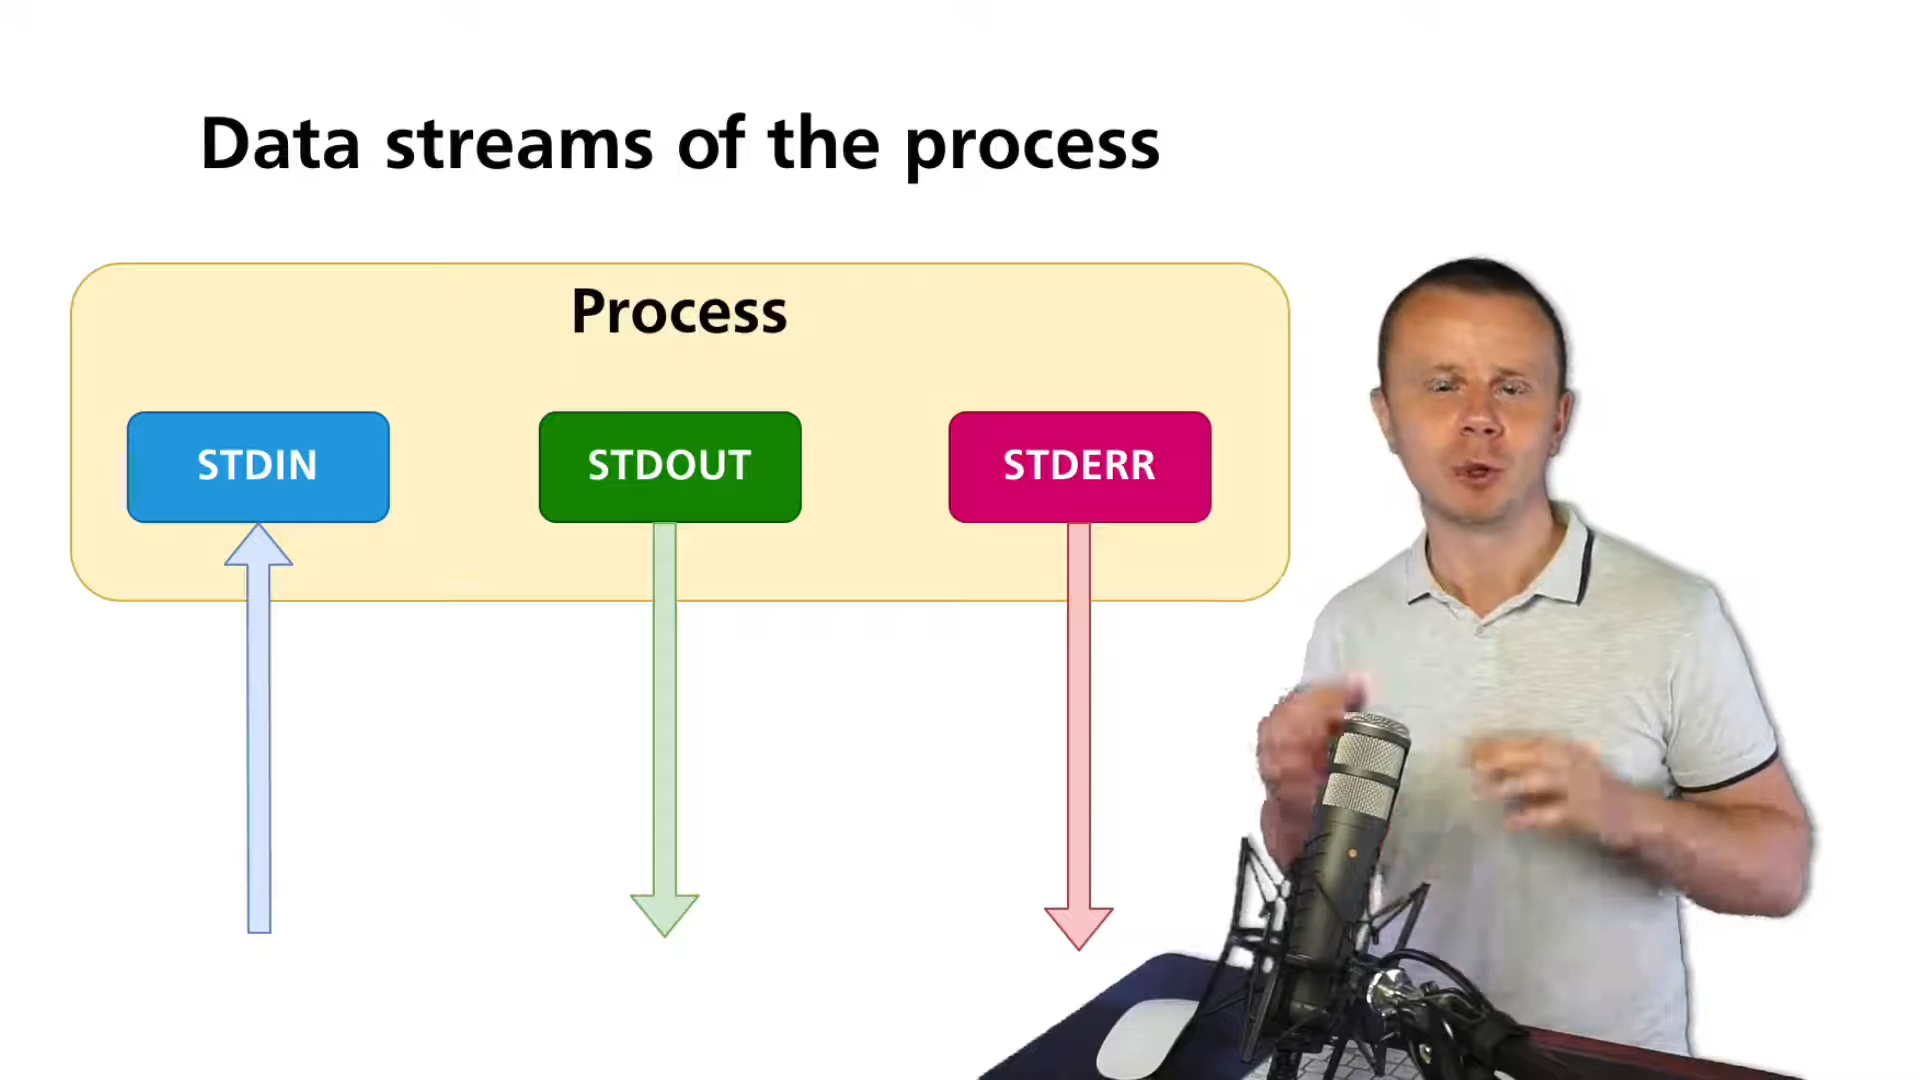 Data streams of the process
Process
STDIN
STDOUT
STDERR